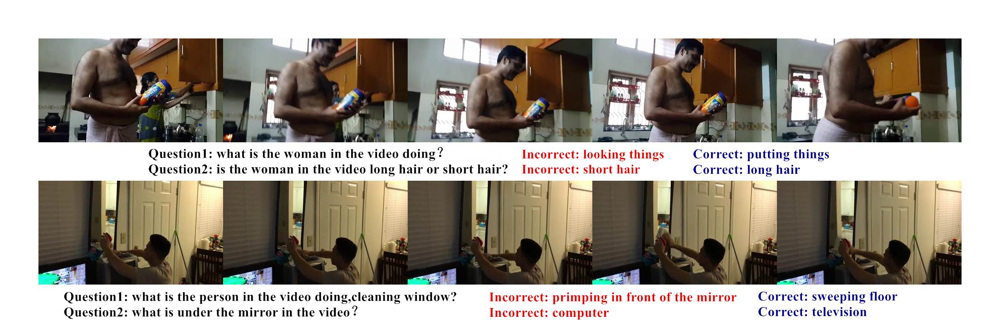 Horlicks
Horlicks
Horlicks
Question1: what is the woman in the video doing？ Incorrect: looking things Correct: putting things
Question2: is the woman in the video long hair or short hair? Incorrect: short hair Correct: long hair
Question1: what is the person in the video doing,cleaning window? Incorrect: primping in front of the mirror Correct: sweeping floor
Question2: what is under the mirror in the video？ Incorrect: computer Correct: television